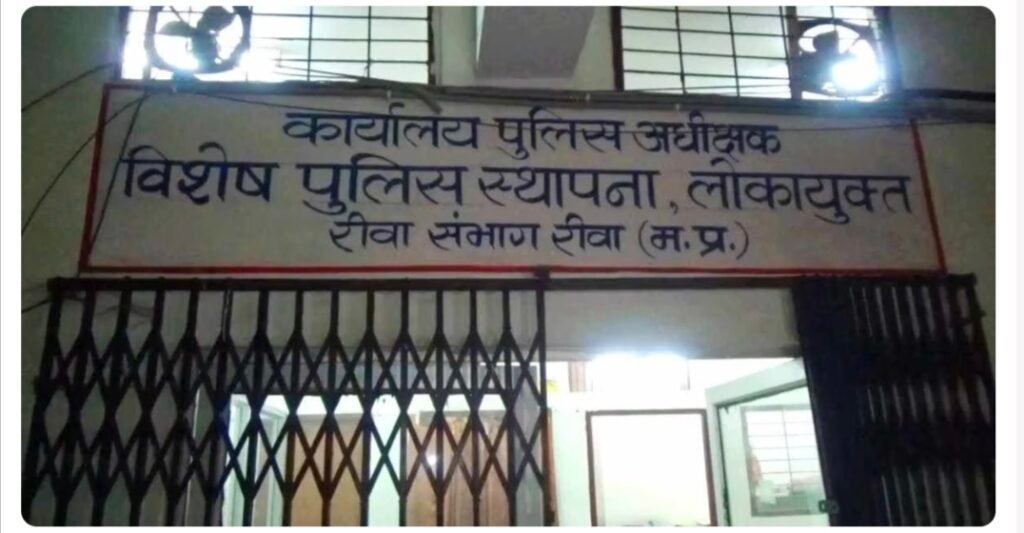 कार्यालय पुलिस अधीक्षक
विशेष पुलिस स्थापना, लोकायुक्त
रीवा संभाग रीवा (म.प्र.)